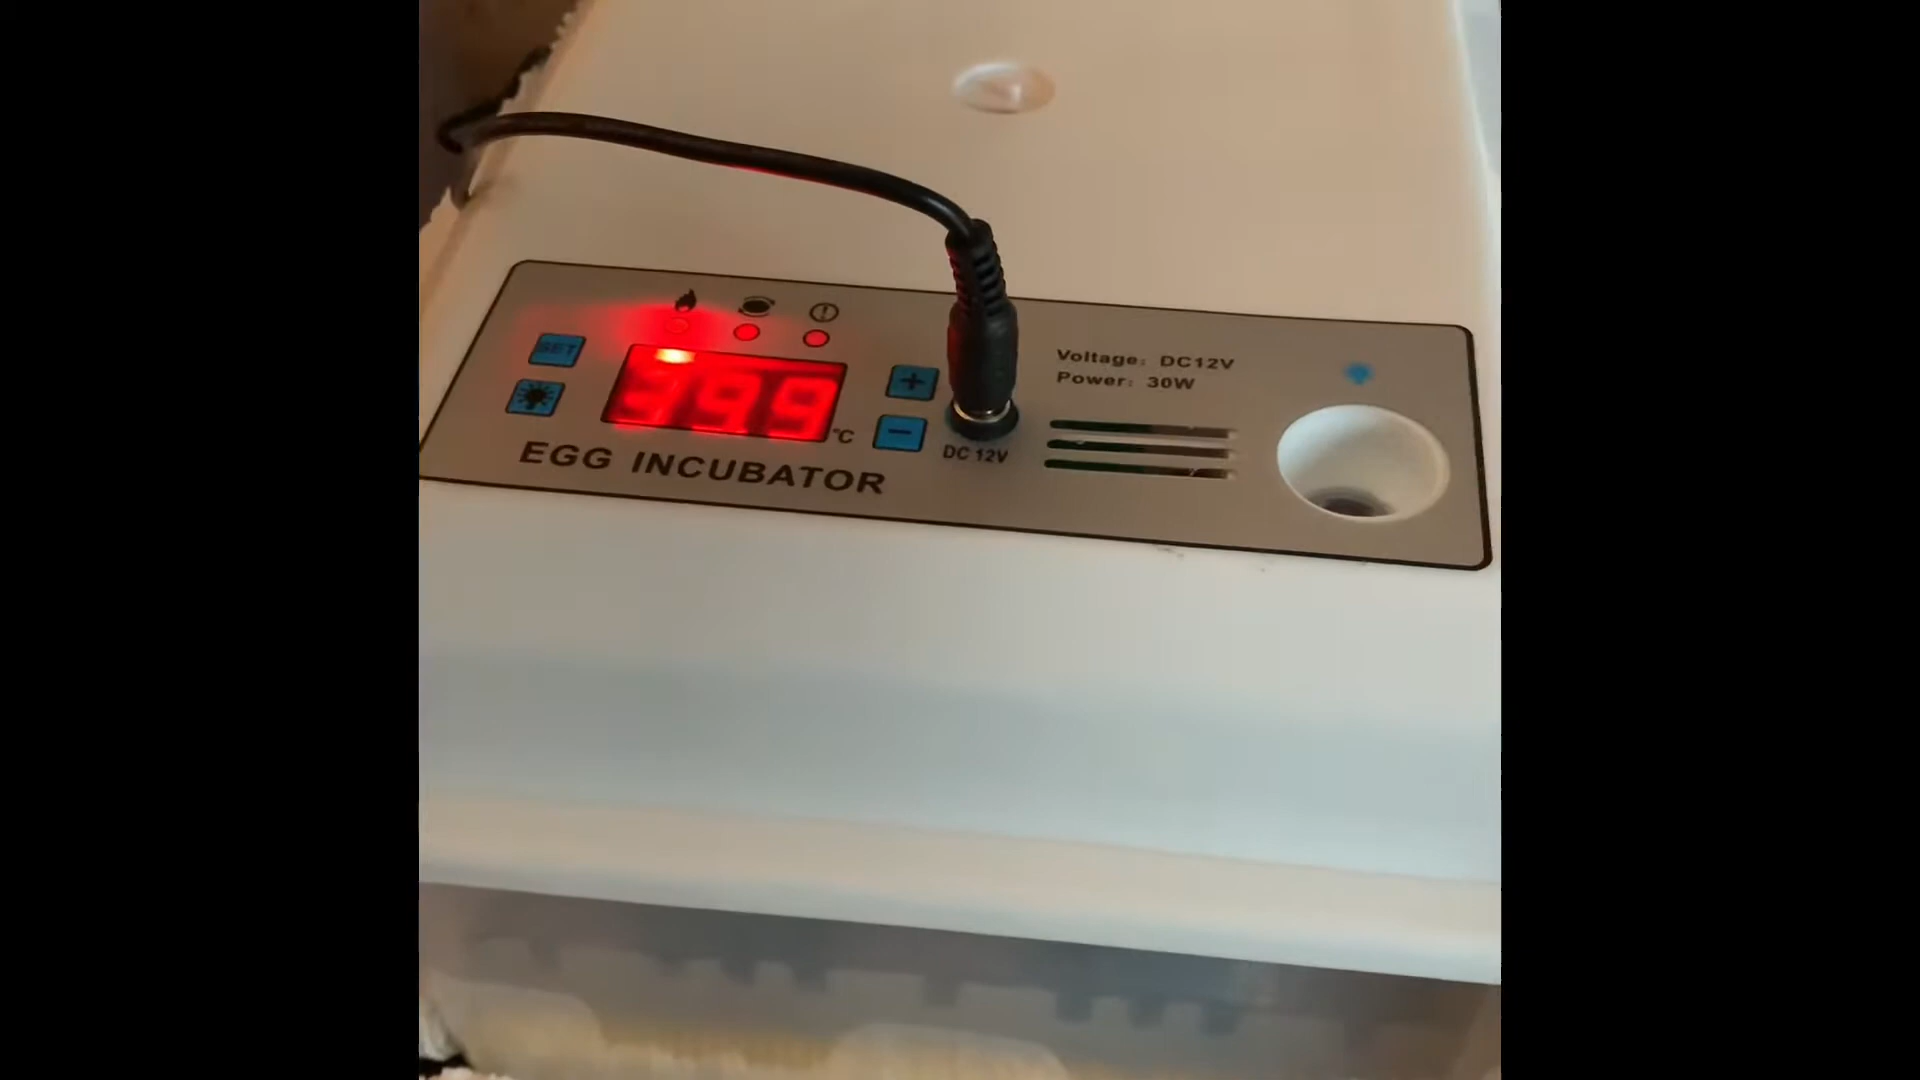 SET
399
°C
+
−
EGG INCUBATOR
DC 12V
Voltage: DC12V
Power: 30W